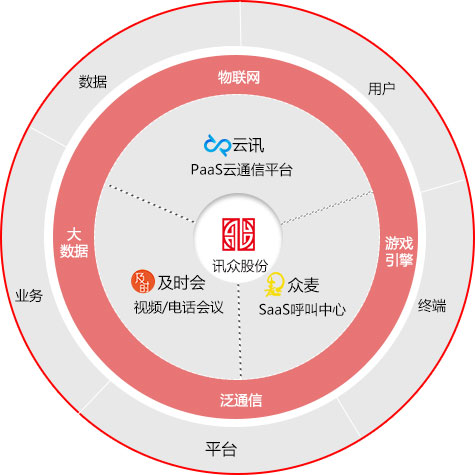 数据
用户
物联网
云讯
PaaS云通信平台
大
数据
游戏
引擎
讯众股份
及时
及时会
视频/电话会议
众麦
SaaS呼叫中心
业务
终端
泛通信
平台